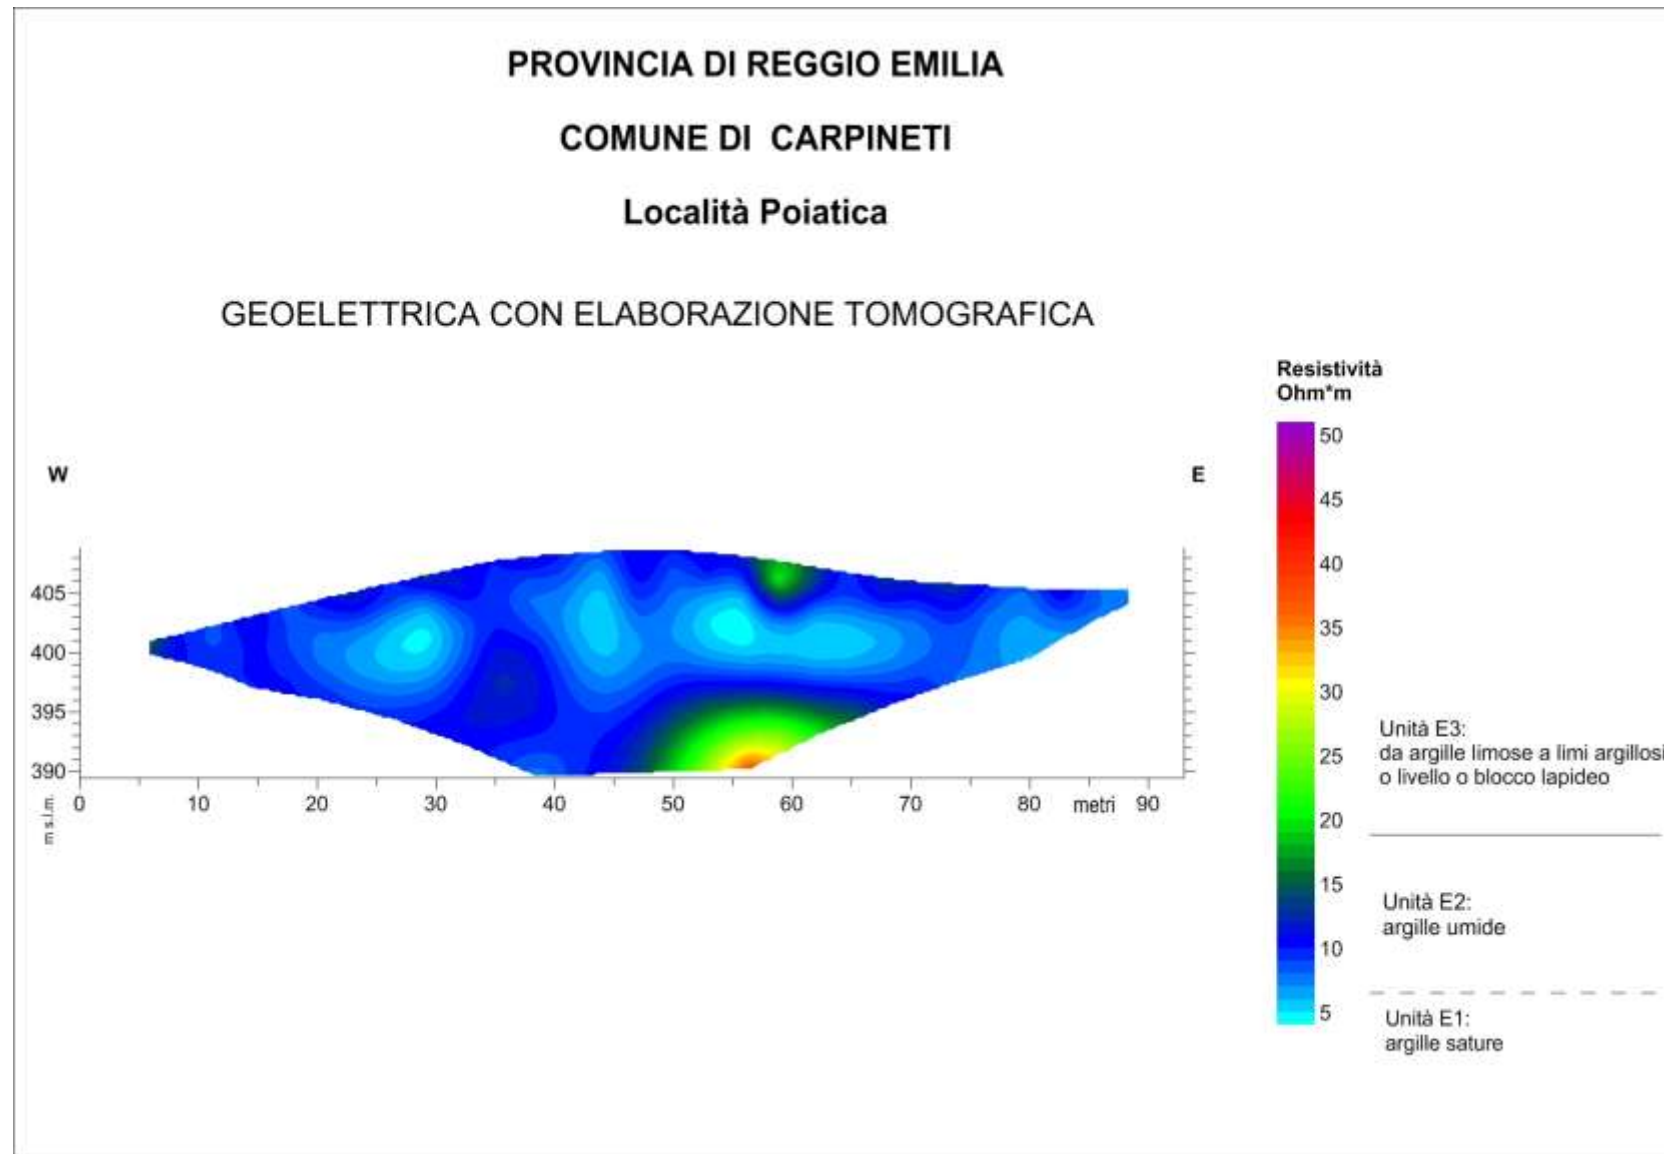 PROVINCIA DI REGGIO EMILIA
COMUNE DI CARPINETI
Località Poiatica
GEOELETTRICA CON ELABORAZIONE TOMOGRAFICA
Resistività
Ohm*m
50
45
40
35
30
25
20
15
10
5
W
E
405
400
395
390
m s.l.m.
0 10 20 30 40 50 60 70 80 metri 90
Unità E3:
da argille limose a limi argillosi
o livello o blocco lapideo
Unità E2:
argille umide
Unità E1:
argille sature